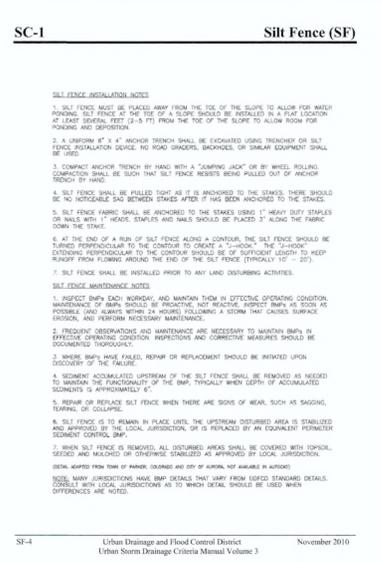 SC-1 Silt Fence (SF)
SILT FENCE INSTALLATION NOTES
1. SILT FENCE MUST BE PLACED AWAY FROM THE TOE OF THE SLOPE TO ALLOW FOR WATER
PONDING. SILT FENCE AT THE TOE OF A SLOPE SHOULD BE INSTALLED IN A FLAT LOCATION
AT LEAST SEVERAL FEET (2-5 FT) FROM THE TOE OF THE SLOPE TO ALLOW ROOM FOR
PONDING AND DEPOSITION.
2. A UNIFORM 6" X 4" ANCHOR TRENCH SHALL BE EXCAVATED USING TRENCHER OR SILT
FENCE INSTALLATION DEVICE. NO ROAD GRADERS, BACKHOES, OR SIMILAR EQUIPMENT SHALL
BE USED.
3. COMPACT ANCHOR TRENCH BY HAND WITH A "JUMPING JACK" OR BY WHEEL ROLLING.
COMPACTION SHALL BE SUCH THAT SILT FENCE RESISTS BEING PULLED OUT OF ANCHOR
TRENCH BY HAND.
4. SILT FENCE SHALL BE PULLED TIGHT AS IT IS ANCHORED TO THE STAKES. THERE SHOULD
BE NO NOTICEABLE SAG BETWEEN STAKES AFTER IT HAS BEEN ANCHORED TO THE STAKES.
5. SILT FENCE FABRIC SHALL BE ANCHORED TO THE STAKES USING 1" HEAVY DUTY STAPLES
OR NAILS WITH 1" HEADS. STAPLES AND NAILS SHOULD BE PLACED 3" ALONG THE FABRIC
DOWN THE STAKE.
6. AT THE END OF A RUN OF SILT FENCE ALONG A CONTOUR, THE SILT FENCE SHOULD BE
TURNED PERPENDICULAR TO THE CONTOUR TO CREATE A "J-HOOK." THE "J-HOOK"
EXTENDING PERPENDICULAR TO THE CONTOUR SHOULD BE OF SUFFICIENT LENGTH TO KEEP
RUNOFF FROM FLOWING AROUND THE END OF THE SILT FENCE (TYPICALLY 10' - 20').
7. SILT FENCE SHALL BE INSTALLED PRIOR TO ANY LAND DISTURBING ACTIVITIES.
SILT FENCE MAINTENANCE NOTES
1. INSPECT BMPs EACH WORKDAY, AND MAINTAIN THEM IN EFFECTIVE OPERATING CONDITION.
MAINTENANCE OF BMPs SHOULD BE PROACTIVE, NOT REACTIVE. INSPECT BMPs AS SOON AS
POSSIBLE (AND ALWAYS WITHIN 24 HOURS) FOLLOWING A STORM THAT CAUSES SURFACE
EROSION, AND PERFORM NECESSARY MAINTENANCE.
2. FREQUENT OBSERVATIONS AND MAINTENANCE ARE NECESSARY TO MAINTAIN BMPs IN
EFFECTIVE OPERATING CONDITION. INSPECTIONS AND CORRECTIVE MEASURES SHOULD BE
DOCUMENTED THOROUGHLY.
3. WHERE BMPs HAVE FAILED, REPAIR OR REPLACEMENT SHOULD BE INITIATED UPON
DISCOVERY OF THE FAILURE.
4. SEDIMENT ACCUMULATED UPSTREAM OF THE SILT FENCE SHALL BE REMOVED AS NEEDED
TO MAINTAIN THE FUNCTIONALITY OF THE BMP, TYPICALLY WHEN DEPTH OF ACCUMULATED
SEDIMENTS IS APPROXIMATELY 6".
5. REPAIR OR REPLACE SILT FENCE WHEN THERE ARE SIGNS OF WEAR, SUCH AS SAGGING,
TEARING, OR COLLAPSE.
6. SILT FENCE IS TO REMAIN IN PLACE UNTIL THE UPSTREAM DISTURBED AREA IS STABILIZED
AND APPROVED BY THE LOCAL JURISDICTION, OR IS REPLACED BY AN EQUIVALENT PERIMETER
SEDIMENT CONTROL BMP.
7. WHEN SILT FENCE IS REMOVED, ALL DISTURBED AREAS SHALL BE COVERED WITH TOPSOIL,
SEEDED AND MULCHED OR OTHERWISE STABILIZED AS APPROVED BY LOCAL JURISDICTION.
(DETAIL ADAPTED FROM TOWN OF PARKER, COLORADO AND CITY OF AURORA, NOT AVAILABLE IN AUTOCAD)
NOTE: MANY JURISDICTIONS HAVE BMP DETAILS THAT VARY FROM UDFCD STANDARD DETAILS.
CONSULT WITH LOCAL JURISDICTIONS AS TO WHICH DETAIL SHOULD BE USED WHEN
DIFFERENCES ARE NOTED.
SF-4 Urban Drainage and Flood Control District November 2010
Urban Storm Drainage Criteria Manual Volume 3